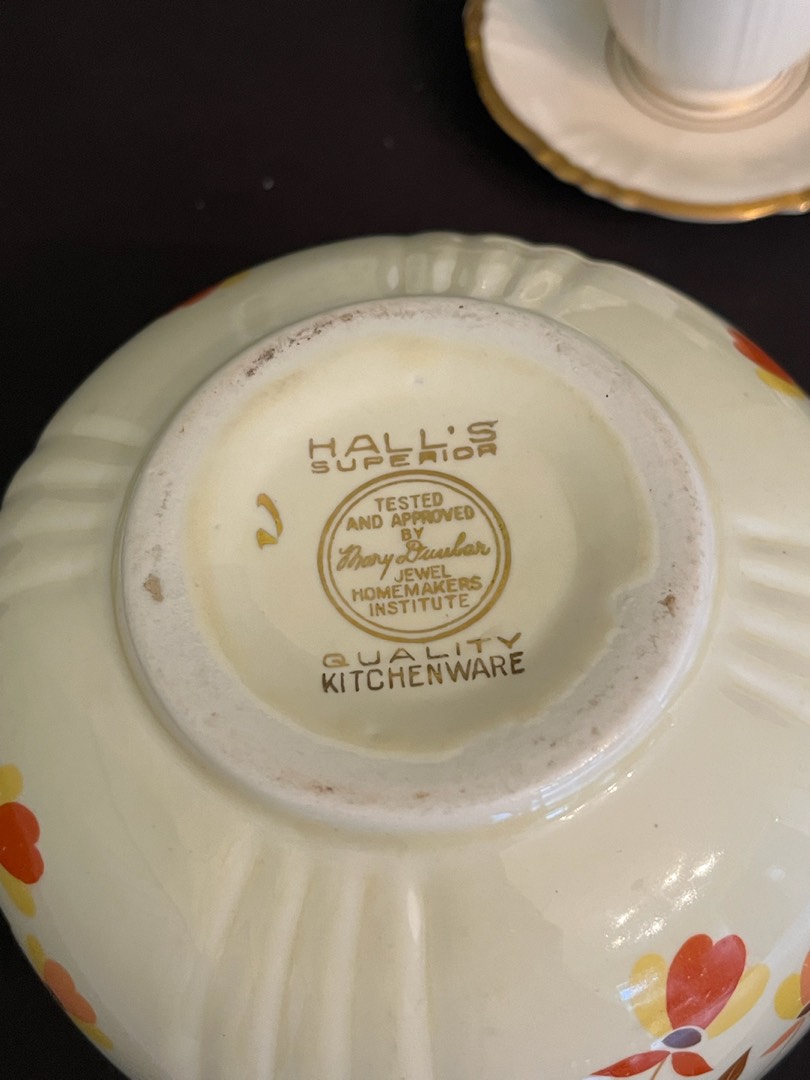 HALL'S
SUPERIOR
TESTED
AND APPROVED
BY
Mary Dunbar
JEWEL
HOMEMAKERS
INSTITUTE
QUALITY
KITCHENWARE